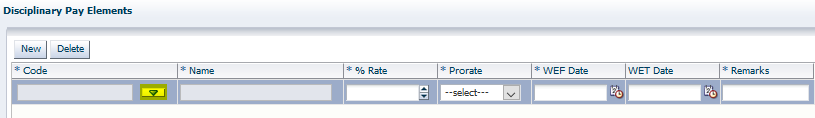 Disciplinary Pay Elements
New Delete
* Code * Name * % Rate * Prorate * WEF Date WET Date * Remarks
--select---